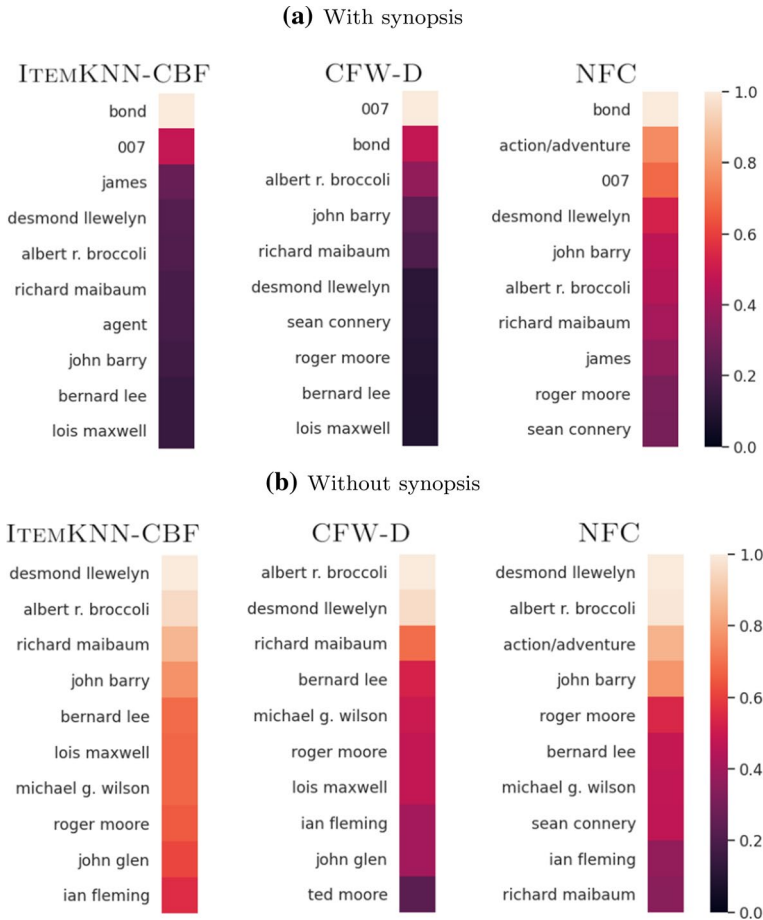 (a) With synopsis
ITEMKNN-CBF
bond
007
james
desmond llewelyn
albert r. broccoli
richard maibaum
agent
john barry
bernard lee
lois maxwell
CFW-D
007
bond
albert r. broccoli
john barry
richard maibaum
desmond llewelyn
sean connery
roger moore
bernard lee
lois maxwell
NFC
bond
action/adventure
007
desmond llewelyn
john barry
albert r. broccoli
richard maibaum
james
roger moore
sean connery
1.0
0.8
0.6
0.4
0.2
0.0
(b) Without synopsis
ITEMKNN-CBF
desmond llewelyn
albert r. broccoli
richard maibaum
john barry
bernard lee
lois maxwell
michael g. wilson
roger moore
john glen
ian fleming
CFW-D
albert r. broccoli
desmond llewelyn
richard maibaum
bernard lee
michael g. wilson
roger moore
lois maxwell
ian fleming
john glen
ted moore
NFC
desmond llewelyn
albert r. broccoli
action/adventure
john barry
roger moore
bernard lee
michael g. wilson
sean connery
ian fleming
richard maibaum
1.0
0.8
0.6
0.4
0.2
0.0